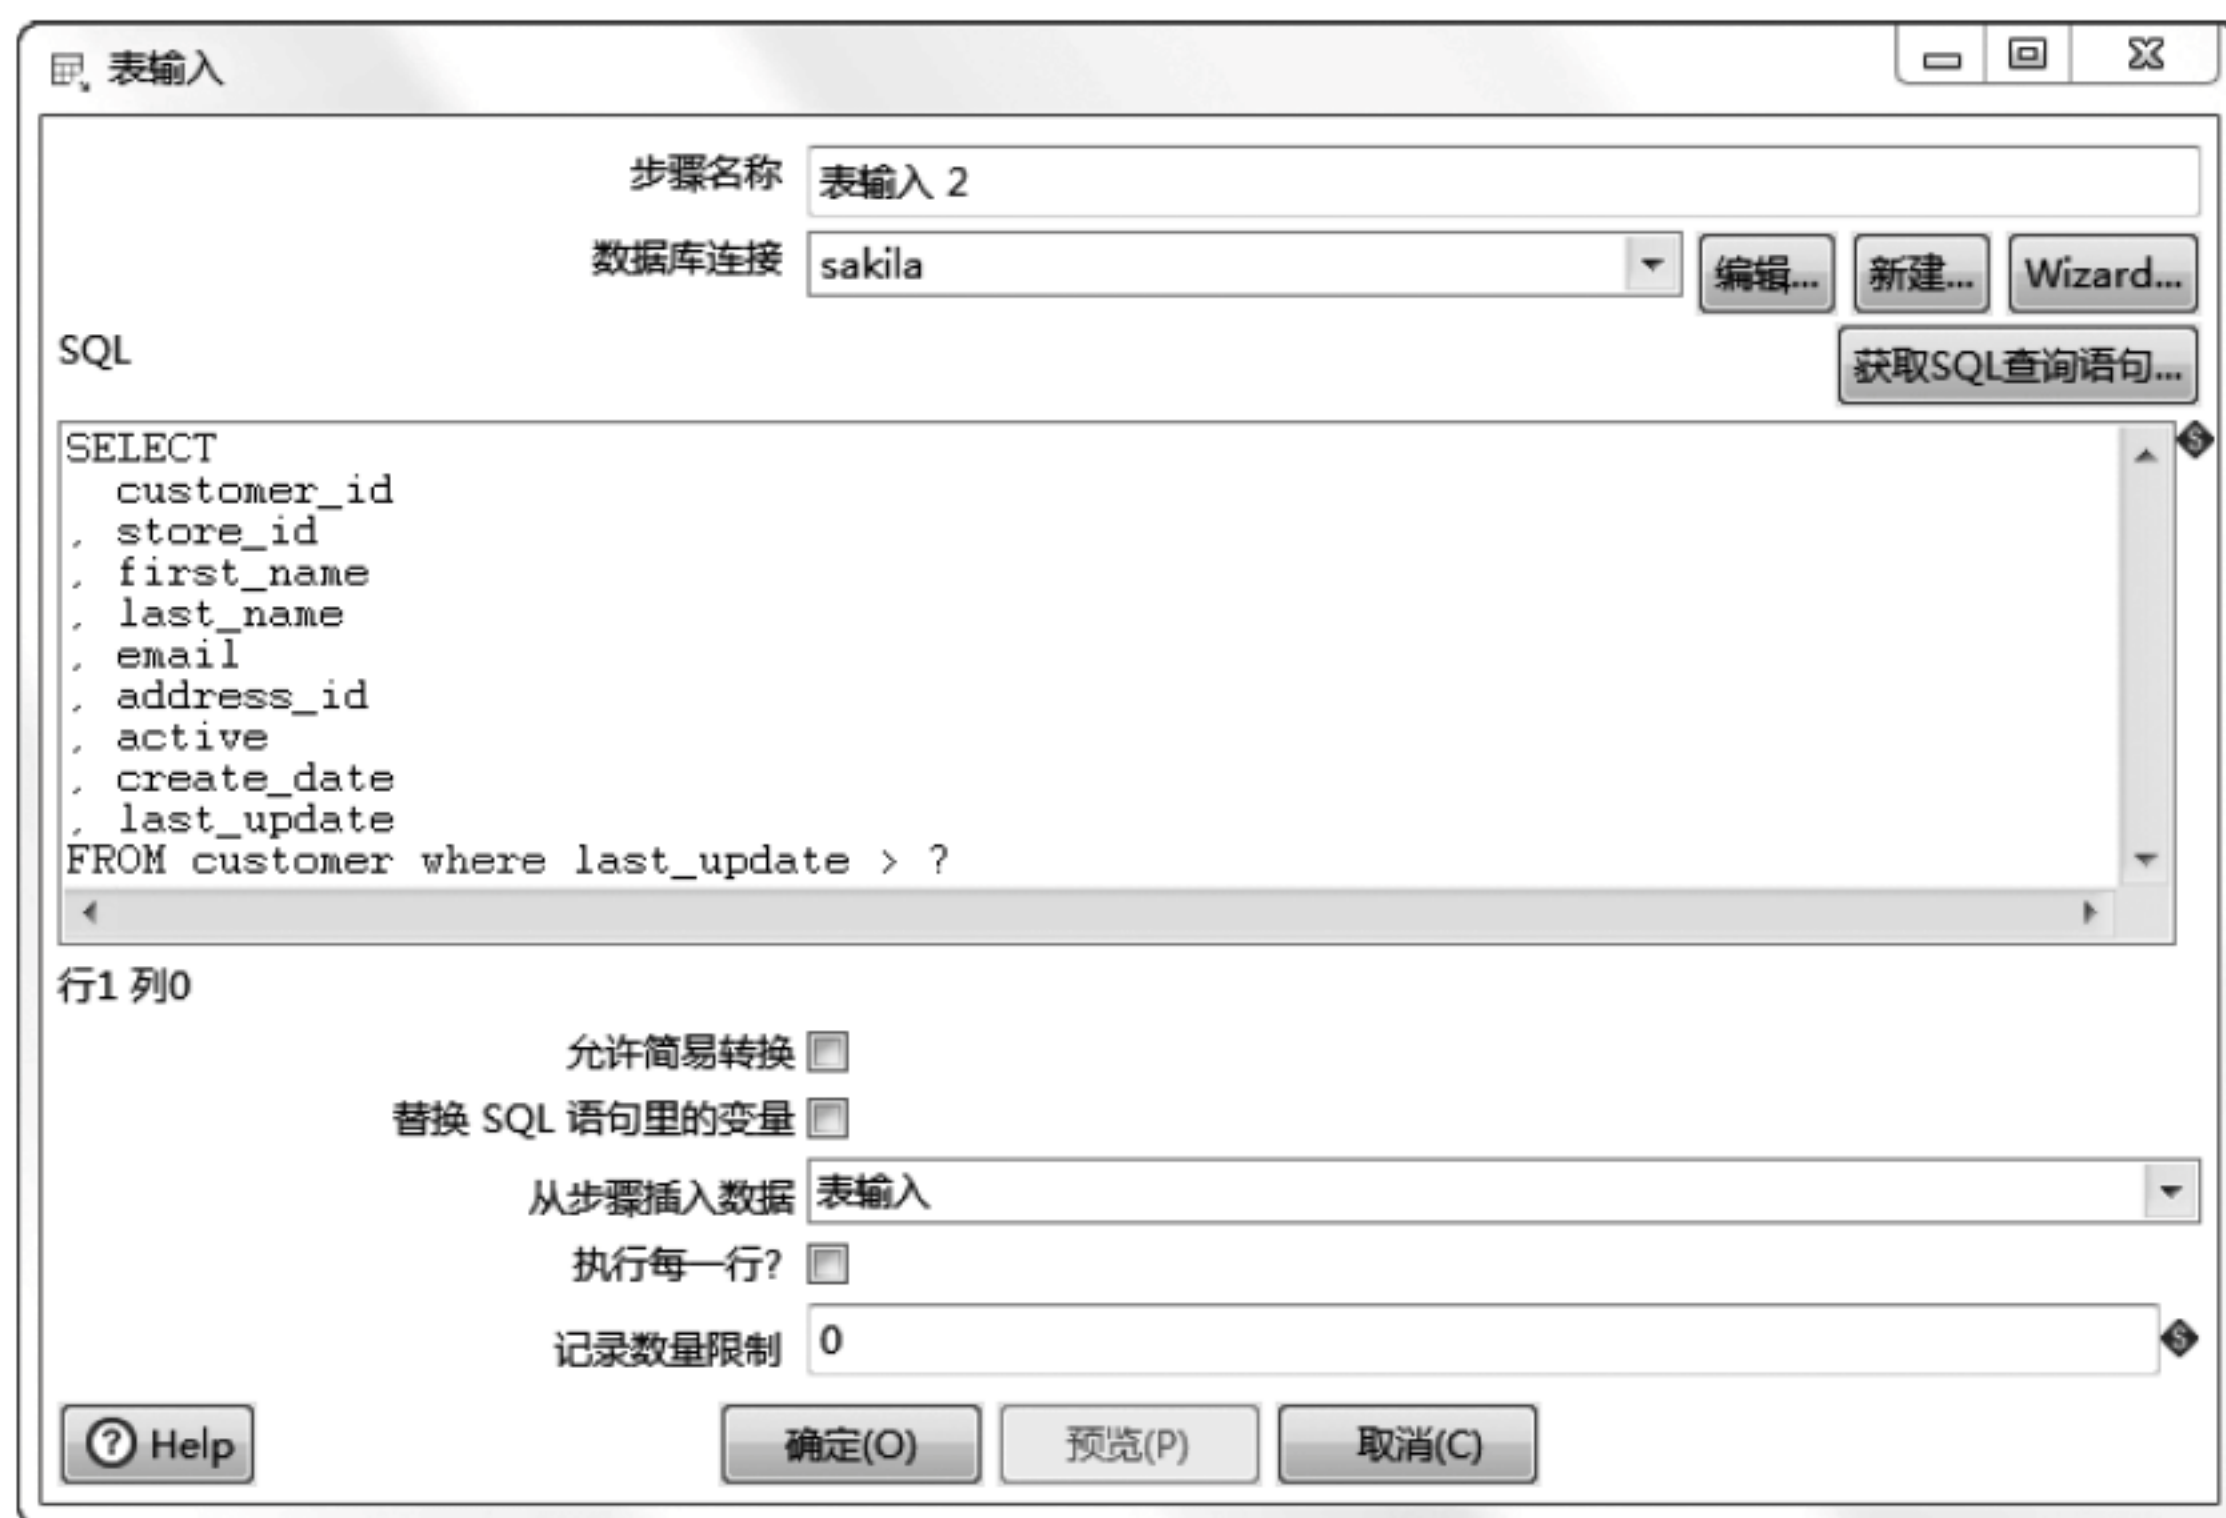 表输入
步骤名称 表输入 2
数据库连接 sakila 编辑... 新建... Wizard...
SQL 获取SQL查询语句...
SELECT
  customer_id
, store_id
, first_name
, last_name
, email
, address_id
, active
, create_date
, last_update
FROM customer where last_update > ?
行1 列0
允许简易转换
替换 SQL 语句里的变量
从步骤插入数据 表输入
执行每一行?
记录数量限制 0
Help 确定(O) 预览(P) 取消(C)